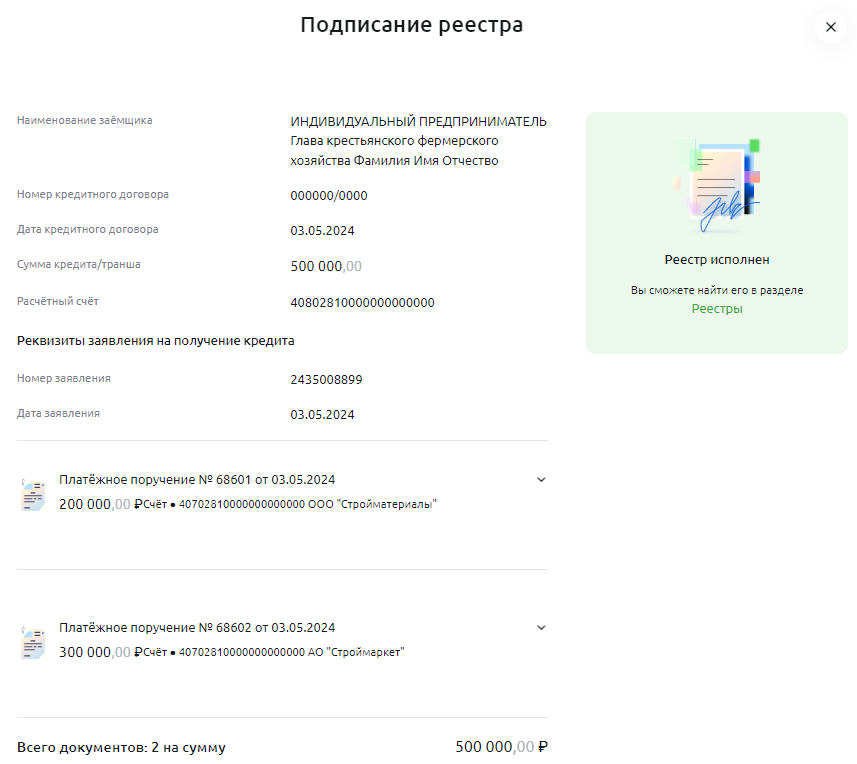 Подписание реестра
Наименование заёмщика
ИНДИВИДУАЛЬНЫЙ ПРЕДПРИНИМАТЕЛЬ
Глава крестьянского фермерского
хозяйства Фамилия Имя Отчество
Номер кредитного договора
000000/0000
Дата кредитного договора
03.05.2024
Сумма кредита/транша
500 000,00
Расчётный счёт
40802810000000000000
Реквизиты заявления на получение кредита
Номер заявления
2435008899
Дата заявления
03.05.2024
Платёжное поручение № 68601 от 03.05.2024
200 000,00 ₽Счёт ● 40702810000000000000 ООО "Стройматериалы"
Платёжное поручение № 68602 от 03.05.2024
300 000,00 ₽Счёт ● 40702810000000000000 АО "Строймаркет"
Всего документов: 2 на сумму
500 000,00 ₽
Реестр исполнен
Вы сможете найти его в разделе
Реестры